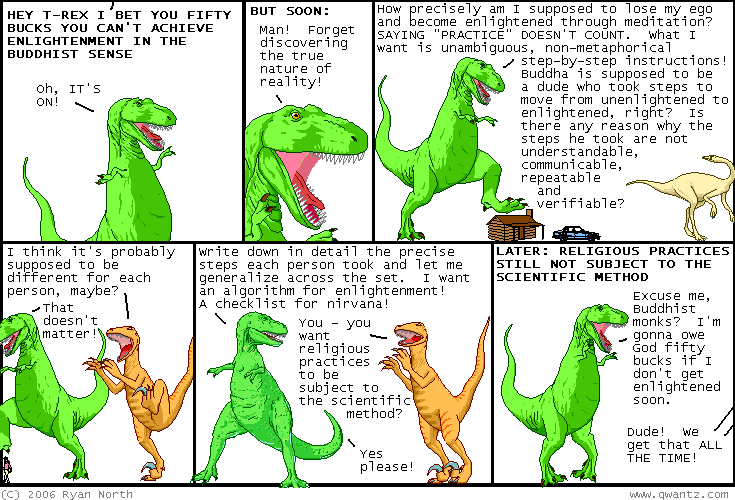 HEY T-REX I BET YOU FIFTY
BUCKS YOU CAN'T ACHIEVE
ENLIGHTENMENT IN THE
BUDDHIST SENSE
Oh, IT'S
ON!
BUT SOON:
Man! Forget
discovering
the true
nature of
reality!
How precisely am I supposed to lose my ego
and become enlightened through meditation?
SAYING "PRACTICE" DOESN'T COUNT. What I
want is unambiguous, non-metaphorical
step-by-step instructions!
Buddha is supposed to be
a dude who took steps to
move from unenlightened to
enlightened, right? Is
there any reason why the
steps he took are not
understandable,
communicable,
repeatable
and
verifiable?
I think it's probably
supposed to be
different for each
person, maybe?
That
doesn't
matter!
Write down in detail the precise
steps each person took and let me
generalize across the set. I want
an algorithm for enlightenment!
A checklist for nirvana!
You - you
want
religious
practices
to be
subject to
the scientific
method?
Yes
please!
LATER: RELIGIOUS PRACTICES
STILL NOT SUBJECT TO THE
SCIENTIFIC METHOD
Excuse me,
Buddhist
monks? I'm
gonna owe
God fifty
bucks if I
don't get
enlightened
soon.
Dude! We
get that ALL
THE TIME!
(C) 2006 Ryan North
www.qwantz.com